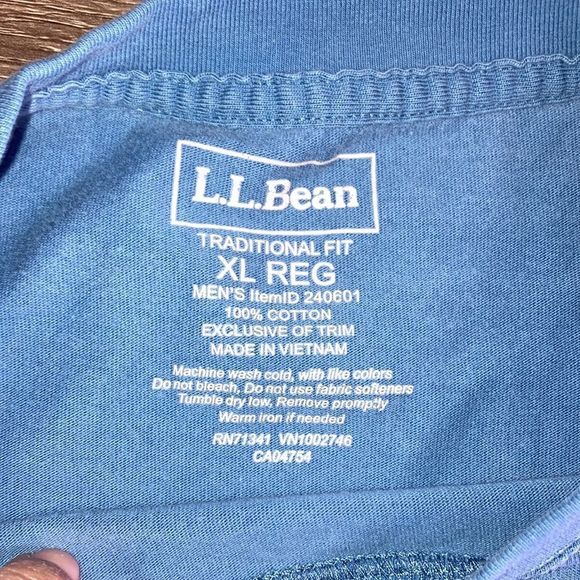 L.L.Bean
TRADITIONAL FIT
XL REG
MEN'S ItemID 240601
100% COTTON
EXCLUSIVE OF TRIM
MADE IN VIETNAM
Machine wash cold, with like colors
Do not bleach, Do not use fabric softeners
Tumble dry low, Remove promptly
Warm iron if needed
RN71341 VN1002746
CA04754